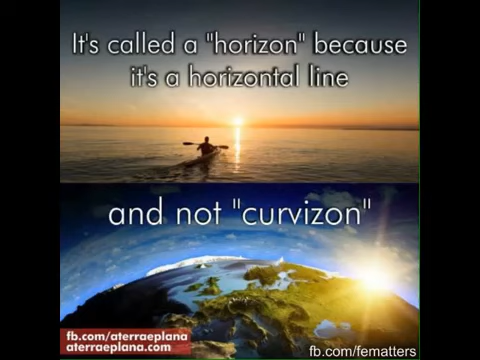 It's called a "horizon" because
it's a horizontal line
and not "curvizon"
fb.com/aterraeplana
aterraeplana.com
fb.com/fematters